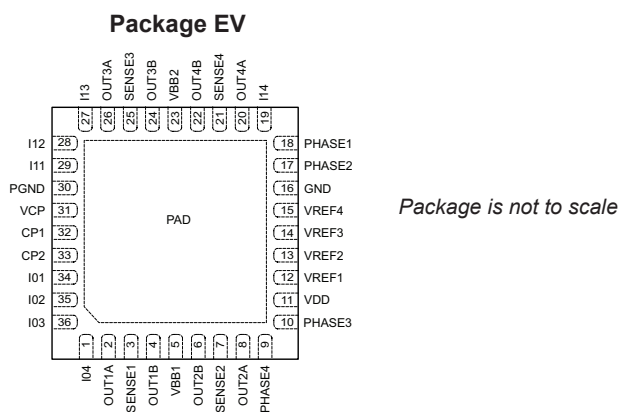 Package EV
I13
OUT3A
SENSE3
OUT3B
VBB2
OUT4B
SENSE4
OUT4A
I14
27
26
25
24
23
22
21
20
19
I12 28
I11 29
PGND 30
VCP 31
CP1 32
CP2 33
I01 34
I02 35
I03 36
PAD
18 PHASE1
17 PHASE2
16 GND
15 VREF4
14 VREF3
13 VREF2
12 VREF1
11 VDD
10 PHASE3
Package is not to scale
1
2
3
4
5
6
7
8
9
I04
OUT1A
SENSE1
OUT1B
VBB1
OUT2B
SENSE2
OUT2A
PHASE4